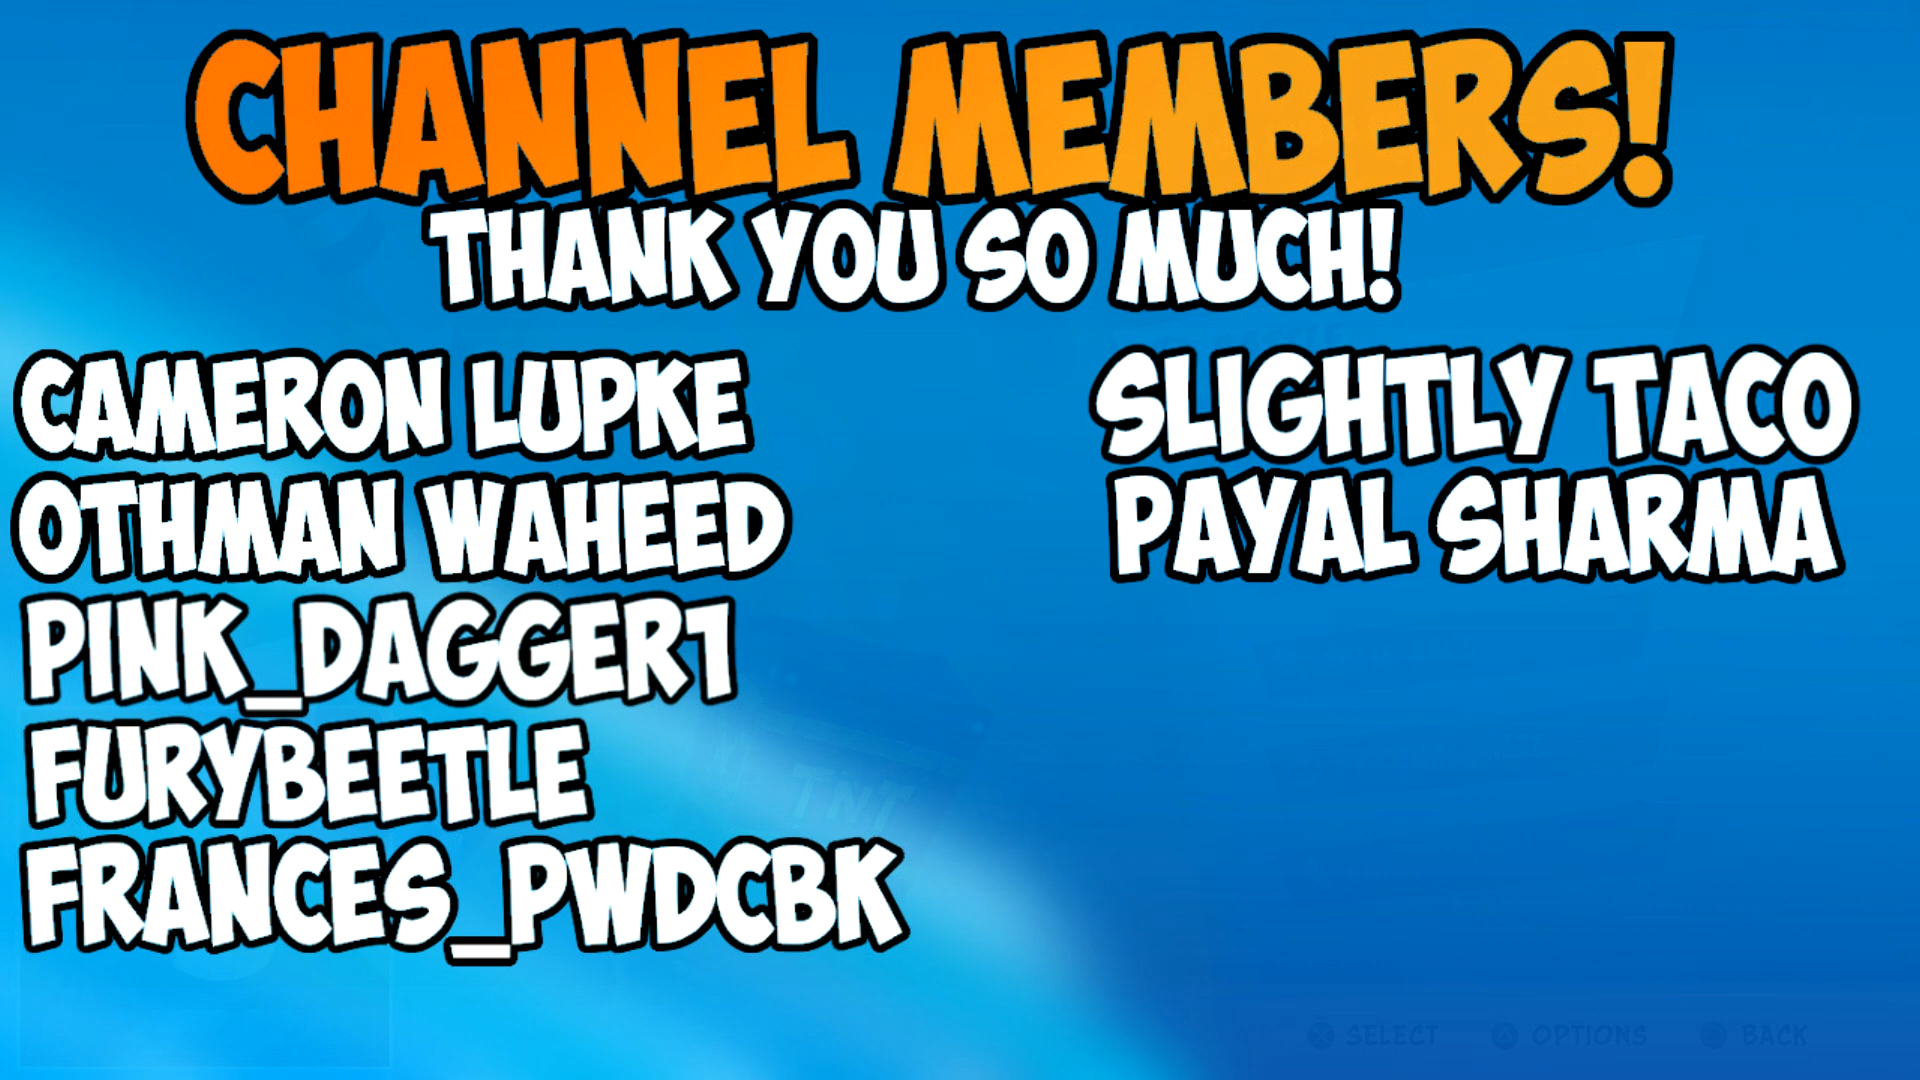 CHANNEL MEMBERS!
THANK YOU SO MUCH!
CAMERON LUPKE
OTHMAN WAHEED
PINK_DAGGER1
FURYBEETLE
FRANCES_PWDCBK
SLIGHTLY TACO
PAYAL SHARMA
TNT
SELECT OPTIONS BACK